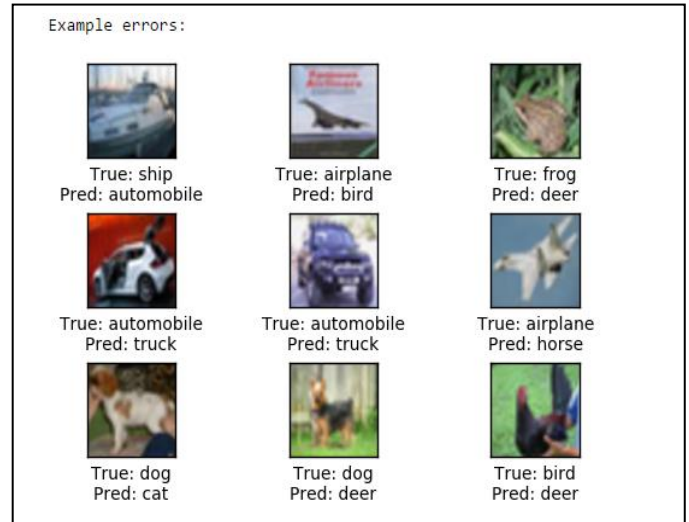 Example errors:
Famous
Airliners
True: ship
Pred: automobile
True: airplane
Pred: bird
True: frog
Pred: deer
True: automobile
Pred: truck
True: automobile
Pred: truck
True: airplane
Pred: horse
True: dog
Pred: cat
True: dog
Pred: deer
True: bird
Pred: deer